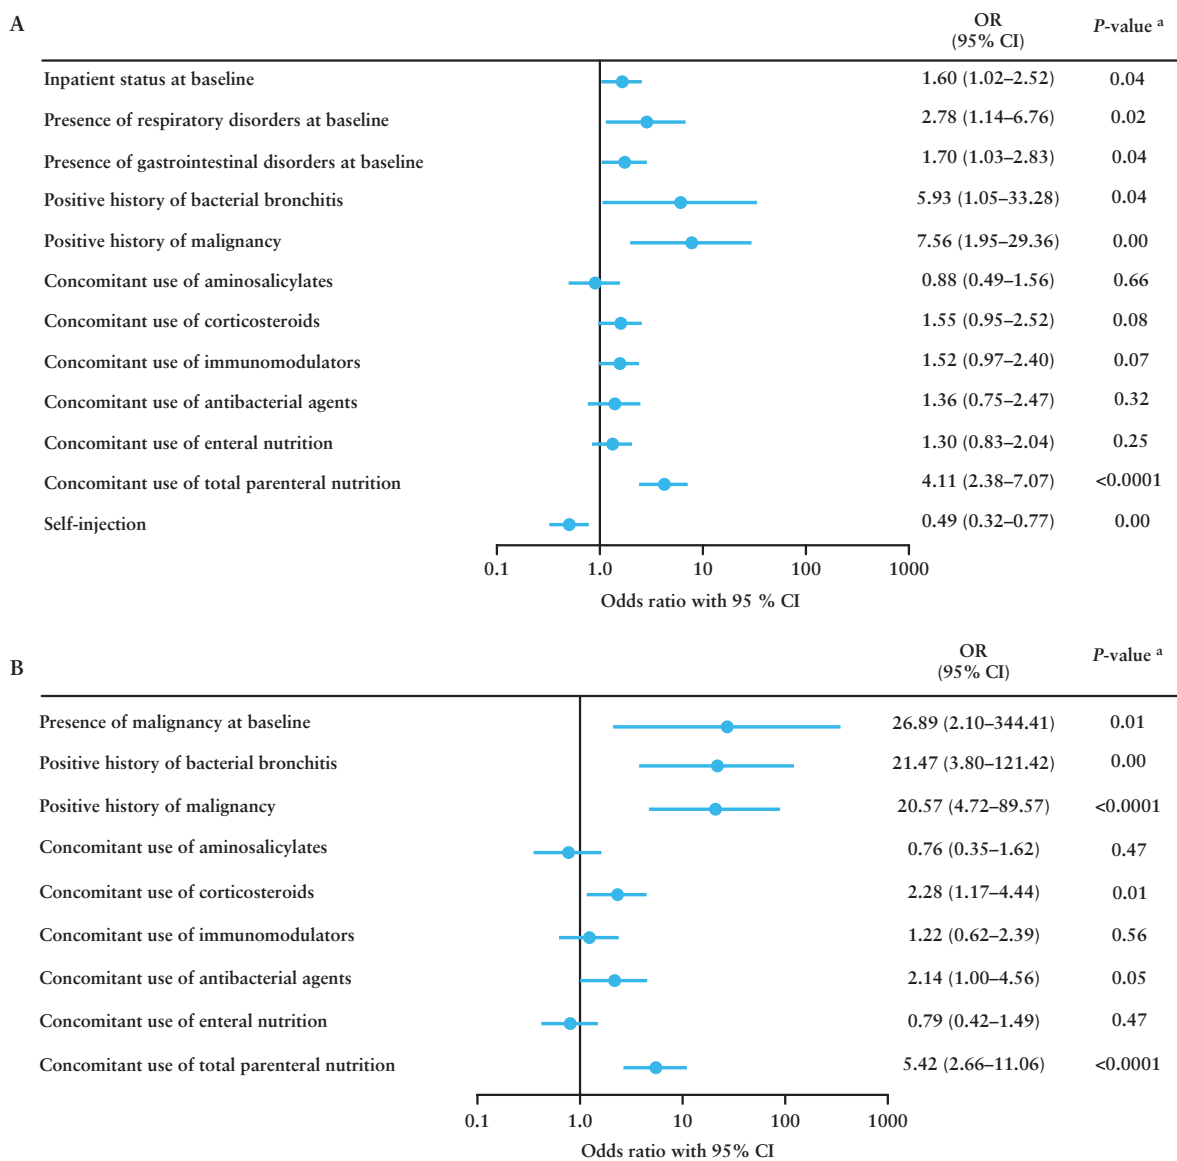 A
OR
(95% CI)
P-value a
Inpatient status at baseline 1.60 (1.02–2.52) 0.04
Presence of respiratory disorders at baseline 2.78 (1.14–6.76) 0.02
Presence of gastrointestinal disorders at baseline 1.70 (1.03–2.83) 0.04
Positive history of bacterial bronchitis 5.93 (1.05–33.28) 0.04
Positive history of malignancy 7.56 (1.95–29.36) 0.00
Concomitant use of aminosalicylates 0.88 (0.49–1.56) 0.66
Concomitant use of corticosteroids 1.55 (0.95–2.52) 0.08
Concomitant use of immunomodulators 1.52 (0.97–2.40) 0.07
Concomitant use of antibacterial agents 1.36 (0.75–2.47) 0.32
Concomitant use of enteral nutrition 1.30 (0.83–2.04) 0.25
Concomitant use of total parenteral nutrition 4.11 (2.38–7.07) <0.0001
Self-injection 0.49 (0.32–0.77) 0.00
0.1 1.0 10 100 1000
Odds ratio with 95 % CI
B
OR
(95% CI)
P-value a
Presence of malignancy at baseline 26.89 (2.10–344.41) 0.01
Positive history of bacterial bronchitis 21.47 (3.80–121.42) 0.00
Positive history of malignancy 20.57 (4.72–89.57) <0.0001
Concomitant use of aminosalicylates 0.76 (0.35–1.62) 0.47
Concomitant use of corticosteroids 2.28 (1.17–4.44) 0.01
Concomitant use of immunomodulators 1.22 (0.62–2.39) 0.56
Concomitant use of antibacterial agents 2.14 (1.00–4.56) 0.05
Concomitant use of enteral nutrition 0.79 (0.42–1.49) 0.47
Concomitant use of total parenteral nutrition 5.42 (2.66–11.06) <0.0001
0.1 1.0 10 100 1000
Odds ratio with 95% CI